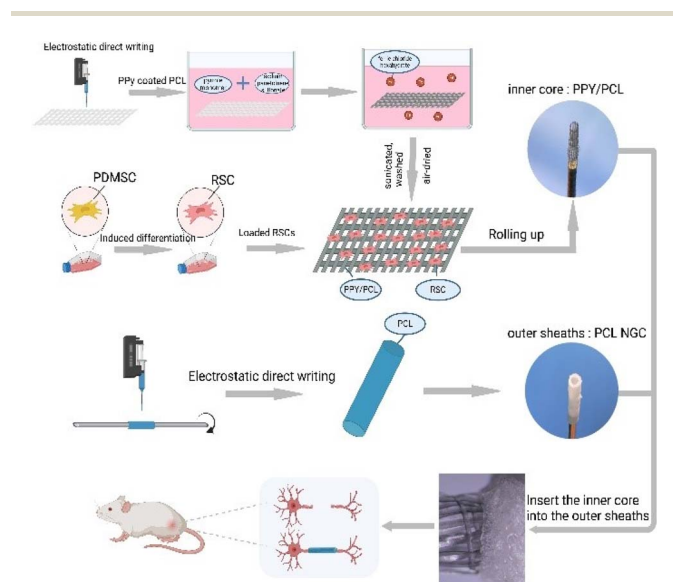 Electrostatic direct writing
PPy coated PCL
pyrrole
monomer
+
ferric chloride
hexahydrate
inner core : PPY/PCL
sonicated,
washed
air-dried
PDMSC
RSC
Induced differentiation
Loaded RSCs
Rolling up
PPY/PCL
RSC
PCL
outer sheaths : PCL NGC
Electrostatic direct writing
Insert the inner core
into the outer sheaths